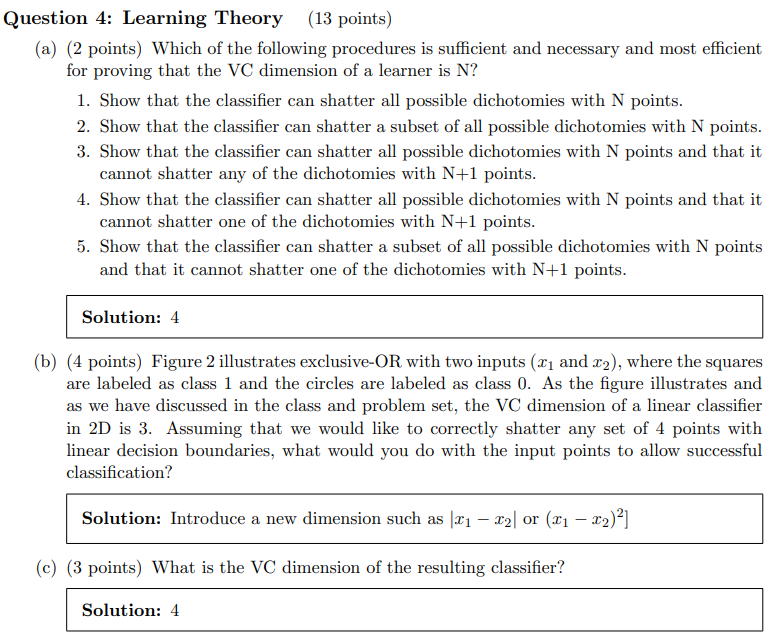 Question 4: Learning Theory (13 points)
(a) (2 points) Which of the following procedures is sufficient and necessary and most efficient
for proving that the VC dimension of a learner is N?
1. Show that the classifier can shatter all possible dichotomies with N points.
2. Show that the classifier can shatter a subset of all possible dichotomies with N points.
3. Show that the classifier can shatter all possible dichotomies with N points and that it
cannot shatter any of the dichotomies with N+1 points.
4. Show that the classifier can shatter all possible dichotomies with N points and that it
cannot shatter one of the dichotomies with N+1 points.
5. Show that the classifier can shatter a subset of all possible dichotomies with N points
and that it cannot shatter one of the dichotomies with N+1 points.
Solution: 4
(b) (4 points) Figure 2 illustrates exclusive-OR with two inputs (x₁ and x₂), where the squares
are labeled as class 1 and the circles are labeled as class 0. As the figure illustrates and
as we have discussed in the class and problem set, the VC dimension of a linear classifier
in 2D is 3. Assuming that we would like to correctly shatter any set of 4 points with
linear decision boundaries, what would you do with the input points to allow successful
classification?
Solution: Introduce a new dimension such as |x₁ − x₂| or (x₁ − x₂)²]
(c) (3 points) What is the VC dimension of the resulting classifier?
Solution: 4